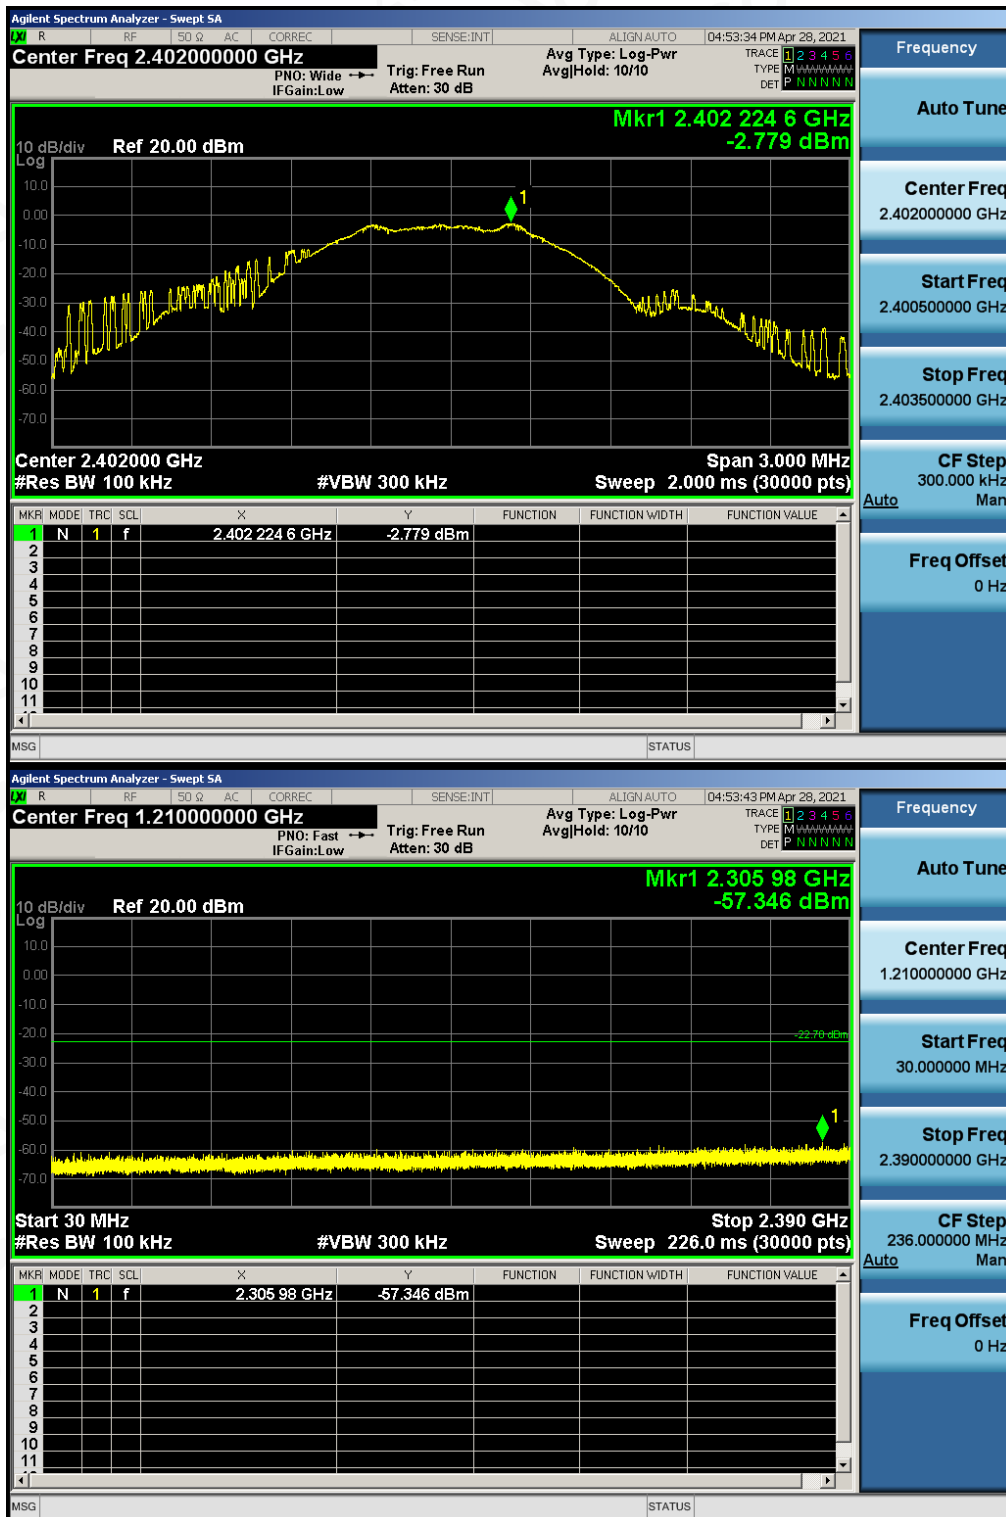 Agilent Spectrum Analyzer - Swept SA
LXI R RF 50 Ω AC CORREC SENSE:INT ALIGN AUTO 04:53:34 PM Apr 28, 2021
Center Freq 2.402000000 GHz Avg Type: Log-Pwr TRACE 1 2 3 4 5 6
PNO: Wide Trig: Free Run Avg|Hold: 10/10 TYPE M WWWWW
IFGain:Low Atten: 30 dB DET P N N N N N
Mkr1 2.402 224 6 GHz
-2.779 dBm
10 dB/div Ref 20.00 dBm
Log
10.0
0.00
-10.0
-20.0
-30.0
-40.0
-50.0
-60.0
-70.0
1
Center 2.402000 GHz Span 3.000 MHz
#Res BW 100 kHz #VBW 300 kHz Sweep 2.000 ms (30000 pts)
MKR MODE TRC SCL X Y FUNCTION FUNCTION WIDTH FUNCTION VALUE
1 N 1 f 2.402 224 6 GHz -2.779 dBm
2
3
4
5
6
7
8
9
10
11
MSG STATUS
Frequency
Auto Tune
Center Freq
2.402000000 GHz
Start Freq
2.400500000 GHz
Stop Freq
2.403500000 GHz
CF Step
300.000 kHz
Auto Man
Freq Offset
0 Hz
Agilent Spectrum Analyzer - Swept SA
LXI R RF 50 Ω AC CORREC SENSE:INT ALIGN AUTO 04:53:43 PM Apr 28, 2021
Center Freq 1.210000000 GHz Avg Type: Log-Pwr TRACE 1 2 3 4 5 6
PNO: Fast Trig: Free Run Avg|Hold: 10/10 TYPE M WWWWW
IFGain:Low Atten: 30 dB DET P N N N N N
Mkr1 2.305 98 GHz
-57.346 dBm
10 dB/div Ref 20.00 dBm
Log
10.0
0.00
-10.0
-20.0
-30.0
-40.0
-50.0
-60.0
-70.0
-22.70 dBm
1
Start 30 MHz Stop 2.390 GHz
#Res BW 100 kHz #VBW 300 kHz Sweep 226.0 ms (30000 pts)
MKR MODE TRC SCL X Y FUNCTION FUNCTION WIDTH FUNCTION VALUE
1 N 1 f 2.305 98 GHz -57.346 dBm
2
3
4
5
6
7
8
9
10
11
MSG STATUS
Frequency
Auto Tune
Center Freq
1.210000000 GHz
Start Freq
30.000000 MHz
Stop Freq
2.390000000 GHz
CF Step
236.000000 MHz
Auto Man
Freq Offset
0 Hz